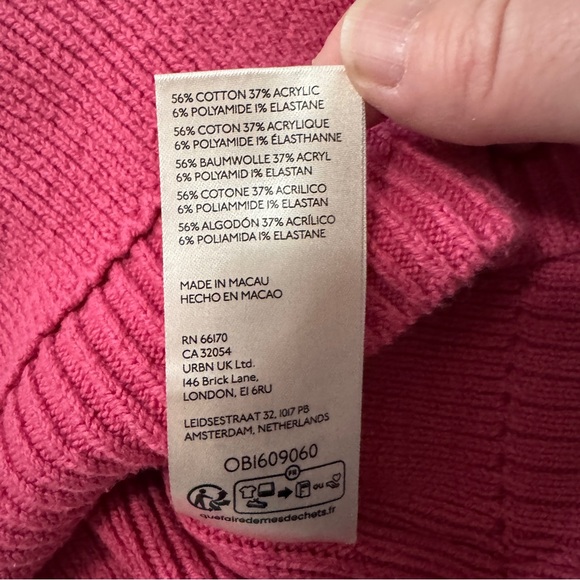 56% COTTON 37% ACRYLIC
6% POLYAMIDE 1% ELASTANE
56% COTON 37% ACRYLIQUE
6% POLYAMIDE 1% ÉLASTHANNE
56% BAUMWOLLE 37% ACRYL
6% POLYAMID 1% ELASTAN
56% COTONE 37% ACRILICO
6% POLIAMMIDE 1% ELASTAN
56% ALGODÓN 37% ACRÍLICO
6% POLIAMIDA 1% ELASTANE
MADE IN MACAU
HECHO EN MACAO
RN 66170
CA 32054
URBN UK Ltd.
146 Brick Lane,
LONDON, E1 6RU
LEIDSESTRAAT 32, 1017 PB
AMSTERDAM, NETHERLANDS
OB1609060
FR
OU
quefairedemesdechets.fr